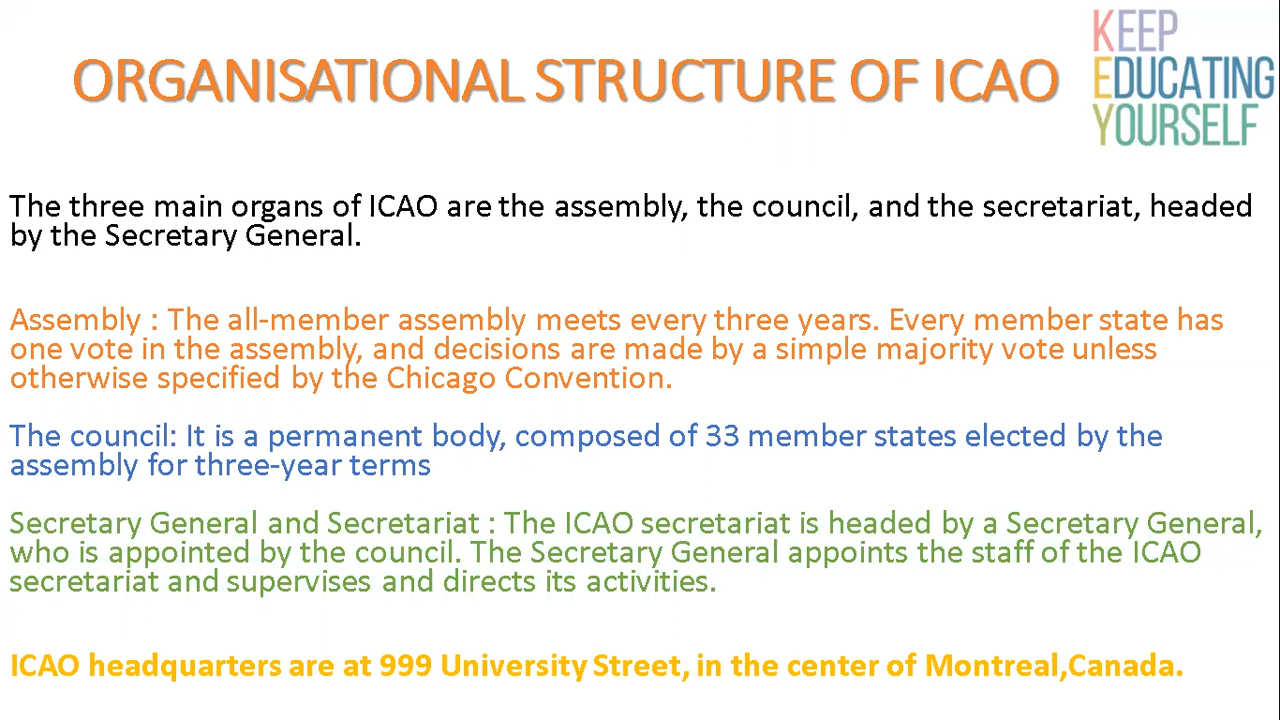 ORGANISATIONAL STRUCTURE OF ICAO
KEEP
EDUCATING
YOURSELF
The three main organs of ICAO are the assembly, the council, and the secretariat, headed
by the Secretary General.
Assembly : The all-member assembly meets every three years. Every member state has
one vote in the assembly, and decisions are made by a simple majority vote unless
otherwise specified by the Chicago Convention.
The council: It is a permanent body, composed of 33 member states elected by the
assembly for three-year terms
Secretary General and Secretariat : The ICAO secretariat is headed by a Secretary General,
who is appointed by the council. The Secretary General appoints the staff of the ICAO
secretariat and supervises and directs its activities.
ICAO headquarters are at 999 University Street, in the center of Montreal,Canada.